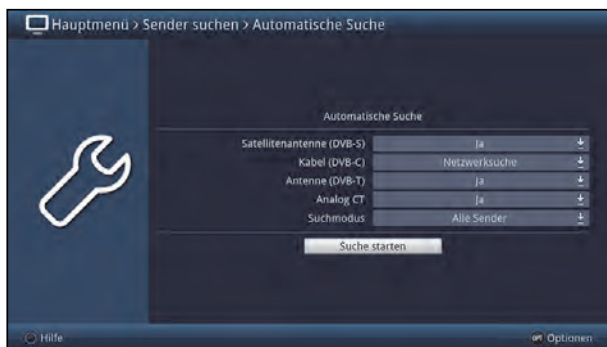 Hauptmenü > Sender suchen > Automatische Suche
Automatische Suche
Satellitenantenne (DVB-S) Ja
Kabel (DVB-C) Netzwerksuche
Antenne (DVB-T) Ja
Analog CT Ja
Suchmodus Alle Sender
Suche starten
Hilfe OPT Optionen